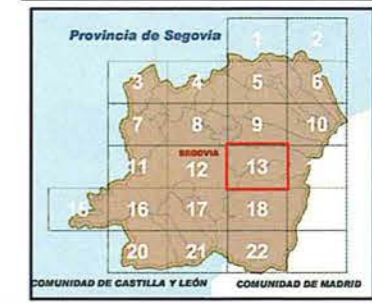 Provincia de Segovia
1 2
3 4 5 6
7 8 9 10
SEGOVIA
11 12 13
15 16 17 18
20 21 22
COMUNIDAD DE CASTILLA Y LEÓN COMUNIDAD DE MADRID